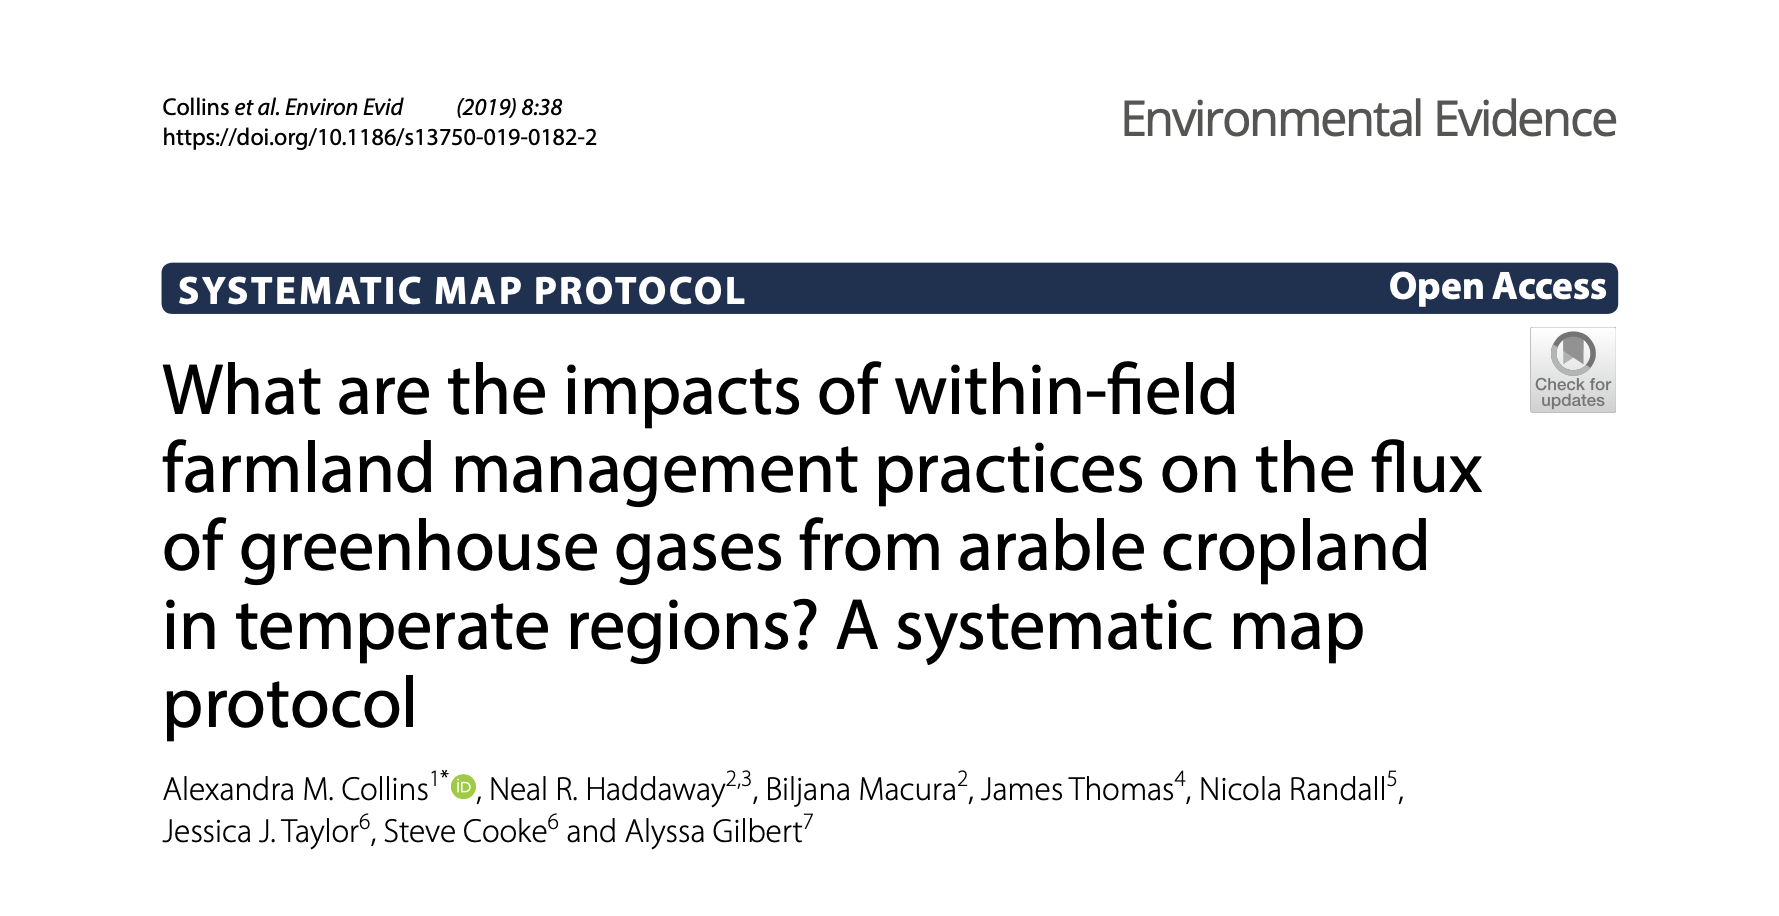 Collins et al. Environ Evid (2019) 8:38
https://doi.org/10.1186/s13750-019-0182-2
Environmental Evidence
SYSTEMATIC MAP PROTOCOL
Open Access
Check for
updates
What are the impacts of within-field
farmland management practices on the flux
of greenhouse gases from arable cropland
in temperate regions? A systematic map
protocol
Alexandra M. Collins1* iD, Neal R. Haddaway2,3, Biljana Macura2, James Thomas4, Nicola Randall5,
Jessica J. Taylor6, Steve Cooke6 and Alyssa Gilbert7